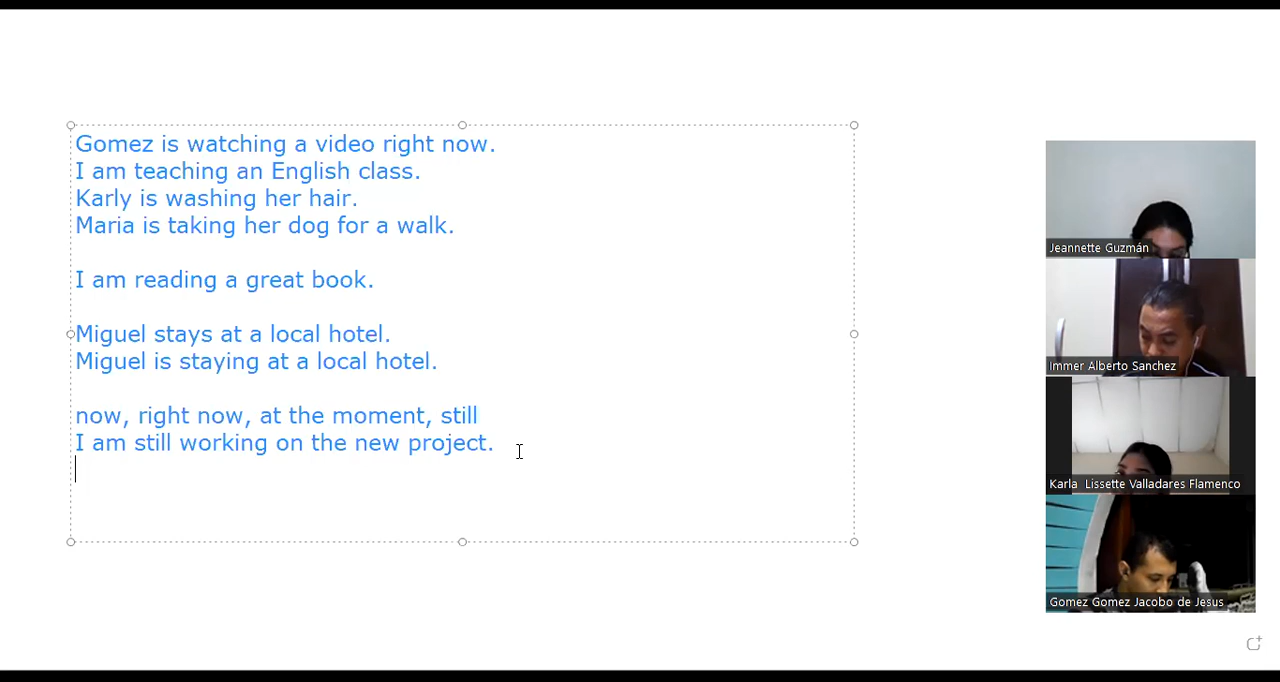 Gomez is watching a video right now.
I am teaching an English class.
Karly is washing her hair.
Maria is taking her dog for a walk.
I am reading a great book.
Miguel stays at a local hotel.
Miguel is staying at a local hotel.
now, right now, at the moment, still
I am still working on the new project.
Jeannette Guzmán
Immer Alberto Sanchez
Karla Lissette Valladares Flamenco
Gomez Gomez Jacobo de Jesus